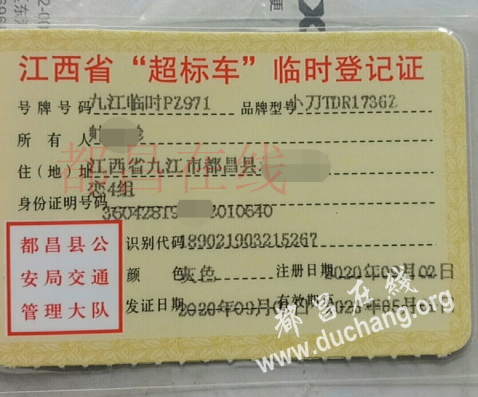 江西省“超标车”临时登记证
号牌号码 九江临时PZ971 品牌型号 小刀TDR1736Z
所有人
住(地)址 江西省九江市都昌县
恋4组
身份证明号码 36042819 2010640
都昌县公安局交通管理大队
识别代码 189021903215267
颜色 灰色 注册日期 2020年09月02日
发证日期 2020年09月 有效期至
都昌在线
都昌在线
www.duchang.org